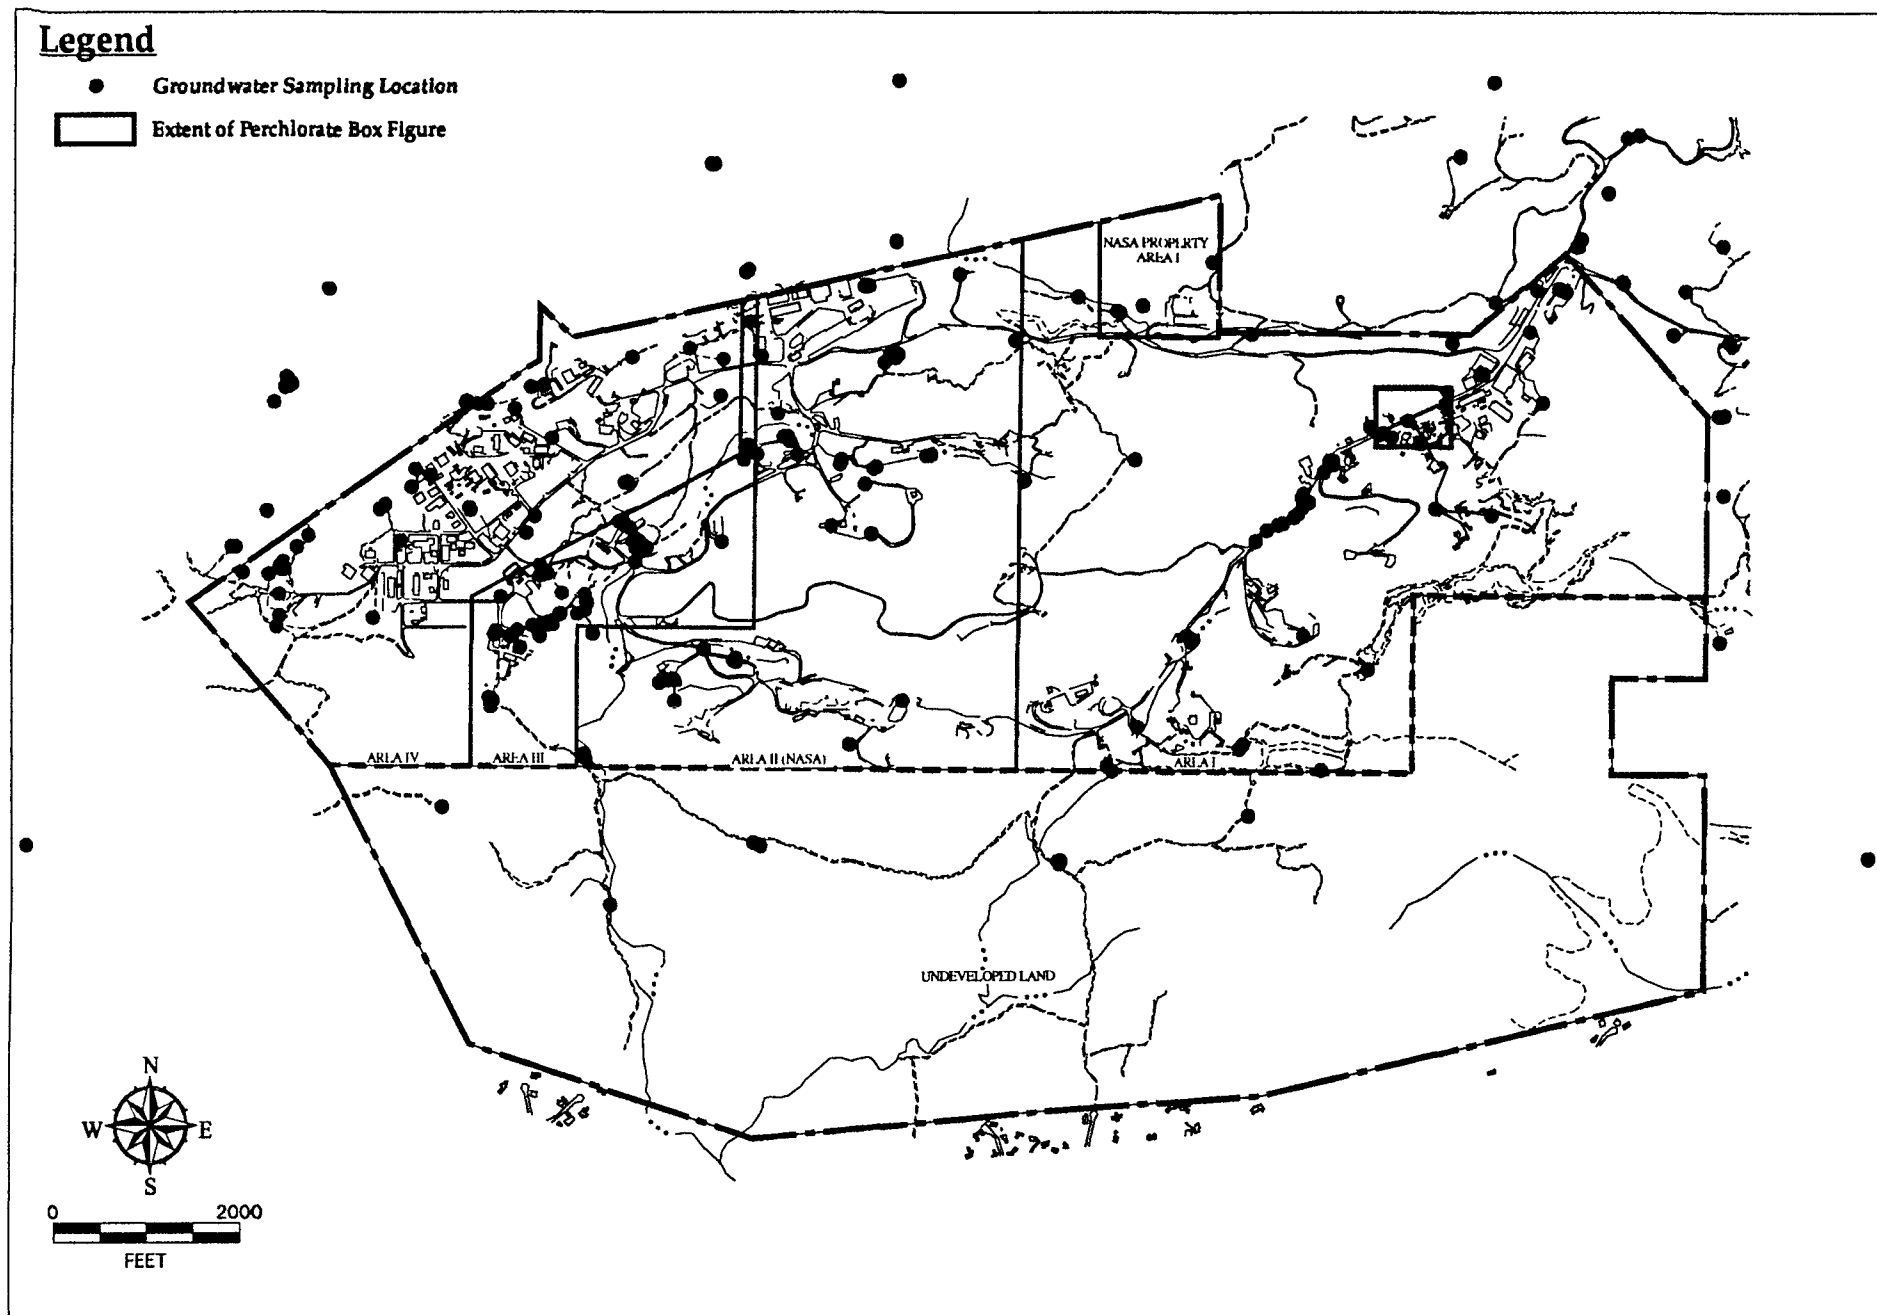 Legend
Groundwater Sampling Location
Extent of Perchlorate Box Figure
NASA PROPERTY
AREA I
AREA IV
AREA III
AREA II (NASA)
AREA I
UNDEVELOPED LAND
N
W E
S
0 2000
FEET